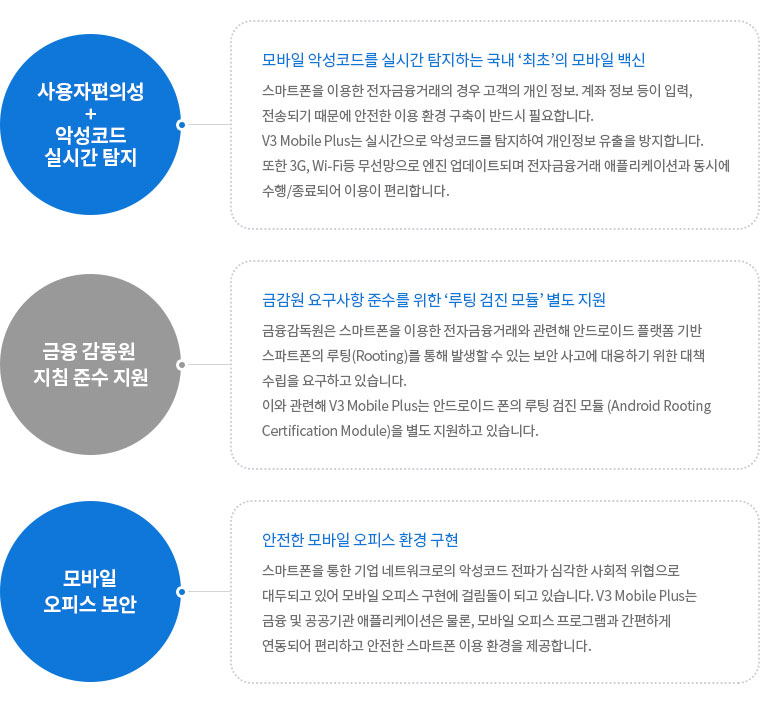 사용자편의성
+
악성코드
실시간 탐지
모바일 악성코드를 실시간 탐지하는 국내 ‘최초’의 모바일 백신
스마트폰을 이용한 전자금융거래의 경우 고객의 개인 정보. 계좌 정보 등이 입력,
전송되기 때문에 안전한 이용 환경 구축이 반드시 필요합니다.
V3 Mobile Plus는 실시간으로 악성코드를 탐지하여 개인정보 유출을 방지합니다.
또한 3G, Wi-Fi등 무선망으로 엔진 업데이트되며 전자금융거래 애플리케이션과 동시에
수행/종료되어 이용이 편리합니다.
금융 감동원
지침 준수 지원
금감원 요구사항 준수를 위한 ‘루팅 검진 모듈’ 별도 지원
금융감독원은 스마트폰을 이용한 전자금융거래와 관련해 안드로이드 플랫폼 기반
스파트폰의 루팅(Rooting)를 통해 발생할 수 있는 보안 사고에 대응하기 위한 대책
수립을 요구하고 있습니다.
이와 관련해 V3 Mobile Plus는 안드로이드 폰의 루팅 검진 모듈 (Android Rooting
Certification Module)을 별도 지원하고 있습니다.
모바일
오피스 보안
안전한 모바일 오피스 환경 구현
스마트폰을 통한 기업 네트워크로의 악성코드 전파가 심각한 사회적 위협으로
대두되고 있어 모바일 오피스 구현에 걸림돌이 되고 있습니다. V3 Mobile Plus는
금융 및 공공기관 애플리케이션은 물론, 모바일 오피스 프로그램과 간편하게
연동되어 편리하고 안전한 스마트폰 이용 환경을 제공합니다.